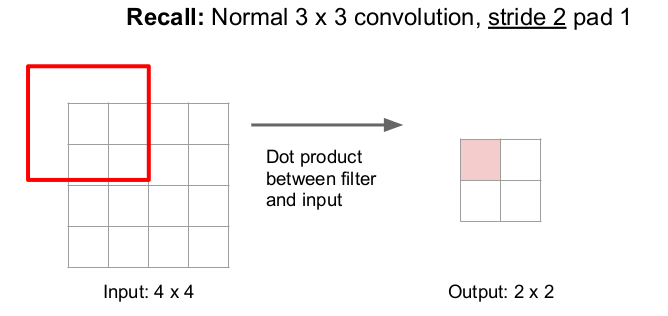 Recall: Normal 3 x 3 convolution, stride 2 pad 1
Dot product
between filter
and input
Input: 4 x 4
Output: 2 x 2